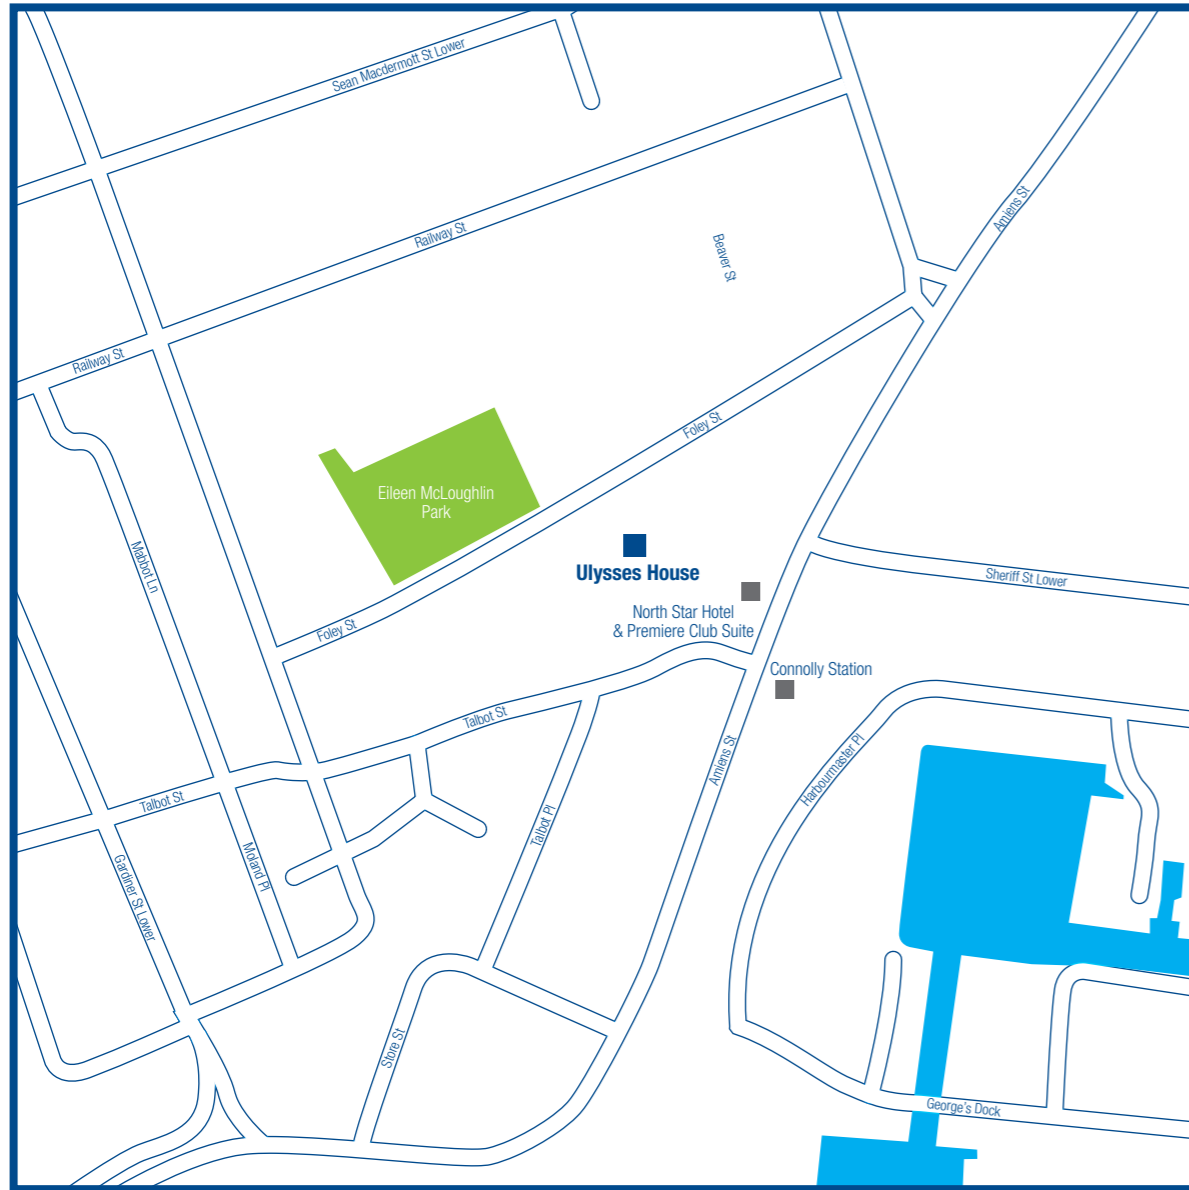 Sean Macdermott St Lower
Amiens St
Railway St
Beaver St
Railway St
Foley St
Eileen McLoughlin
Park
Mabbot Ln
Ulysses House
Sheriff St Lower
North Star Hotel
& Premiere Club Suite
Foley St
Connolly Station
Talbot St
Amiens St
Harbourmaster Pl
Talbot St
Talbot Pl
Moland Pl
Gardiner St Lower
Store St
George's Dock